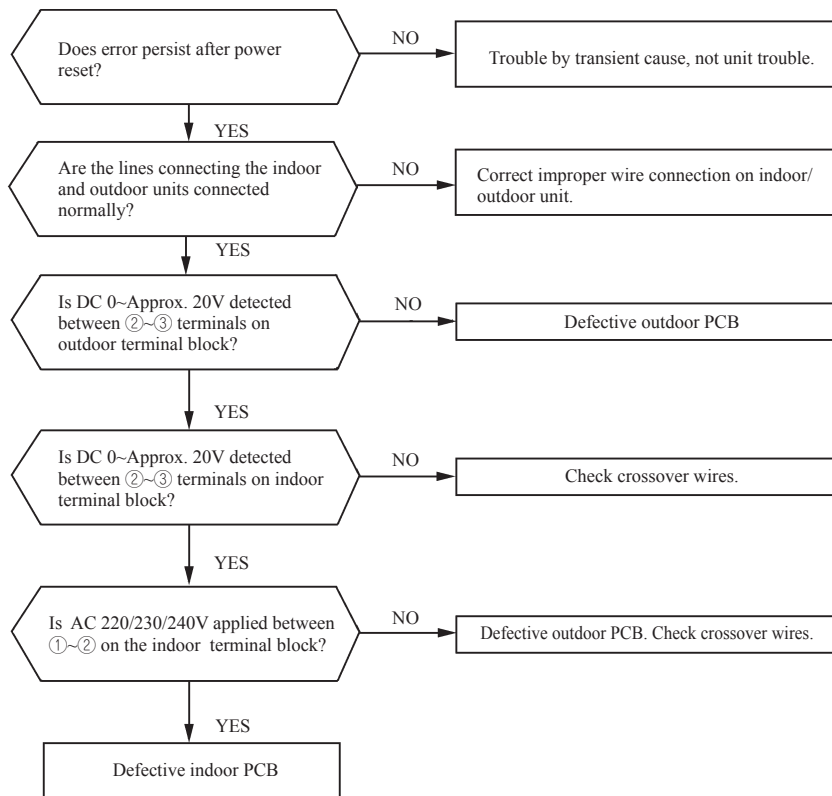 Does error persist after power
reset?
NO
Trouble by transient cause, not unit trouble.
YES
Are the lines connecting the indoor
and outdoor units connected
normally?
NO
Correct improper wire connection on indoor/
outdoor unit.
YES
Is DC 0~Approx. 20V detected
between ②~③ terminals on
outdoor terminal block?
NO
Defective outdoor PCB
YES
Is DC 0~Approx. 20V detected
between ②~③ terminals on indoor
terminal block?
NO
Check crossover wires.
YES
Is AC 220/230/240V applied between
①~② on the indoor terminal block?
NO
Defective outdoor PCB. Check crossover wires.
YES
Defective indoor PCB